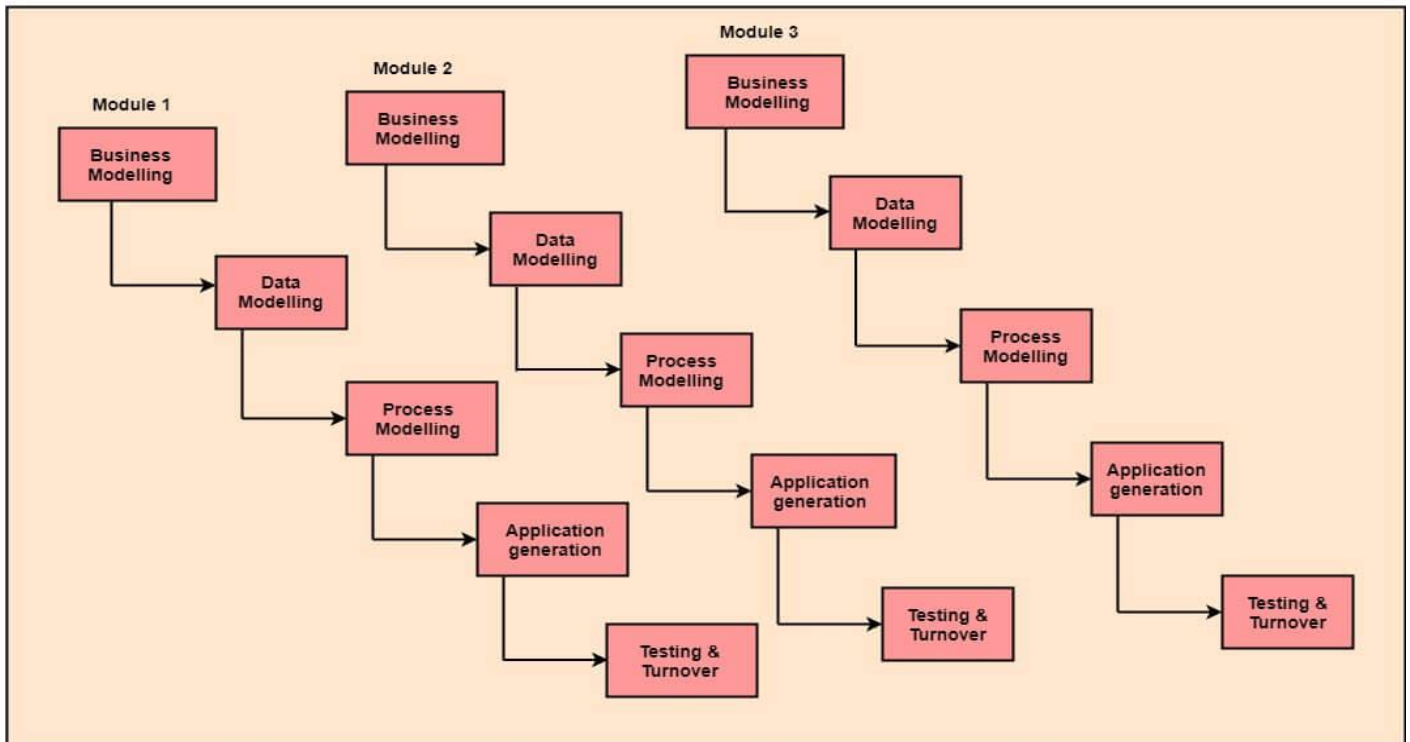 Module 1
Business
Modelling
Data
Modelling
Process
Modelling
Application
generation
Testing &
Turnover
Module 2
Business
Modelling
Data
Modelling
Process
Modelling
Application
generation
Testing &
Turnover
Module 3
Business
Modelling
Data
Modelling
Process
Modelling
Application
generation
Testing &
Turnover